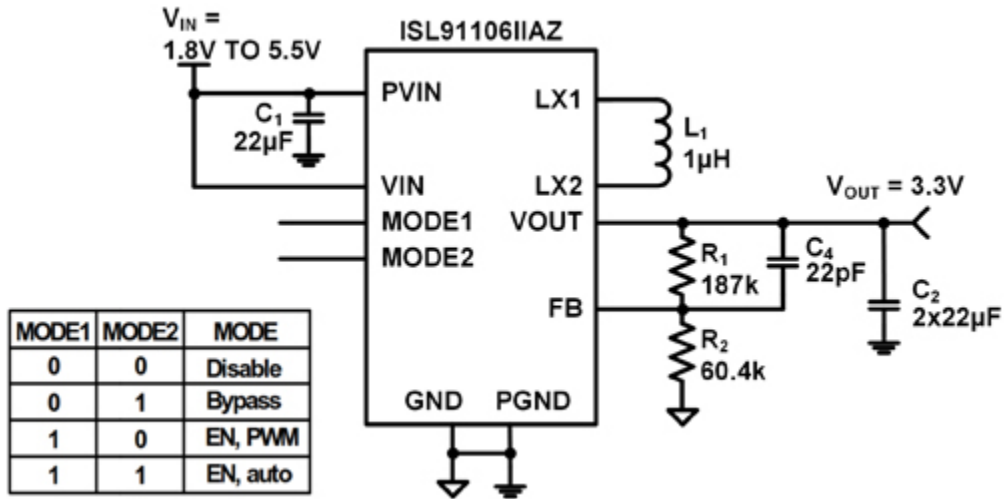 V_IN =
1.8V TO 5.5V
ISL91106IIAZ
PVIN
LX1
C₁
22µF
L₁
1µH
VIN
LX2
V_OUT = 3.3V
MODE1
VOUT
MODE2
R₁
187k
C₄
22pF
FB
C₂
2x22µF
R₂
60.4k
GND PGND
MODE1 MODE2 MODE
0 0 Disable
0 1 Bypass
1 0 EN, PWM
1 1 EN, auto